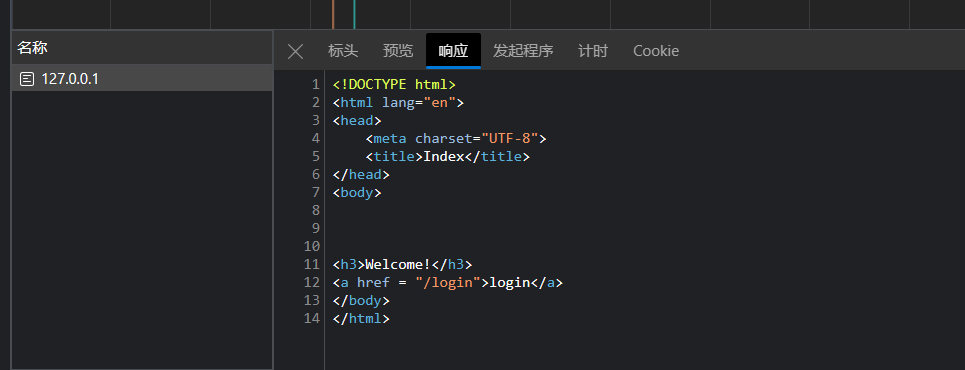 名称
127.0.0.1
标头 预览 响应 发起程序 计时 Cookie
1 <!DOCTYPE html>
2 <html lang="en">
3 <head>
4     <meta charset="UTF-8">
5     <title>Index</title>
6 </head>
7 <body>
8
9
10
11 <h3>Welcome!</h3>
12 <a href = "/login">login</a>
13 </body>
14 </html>